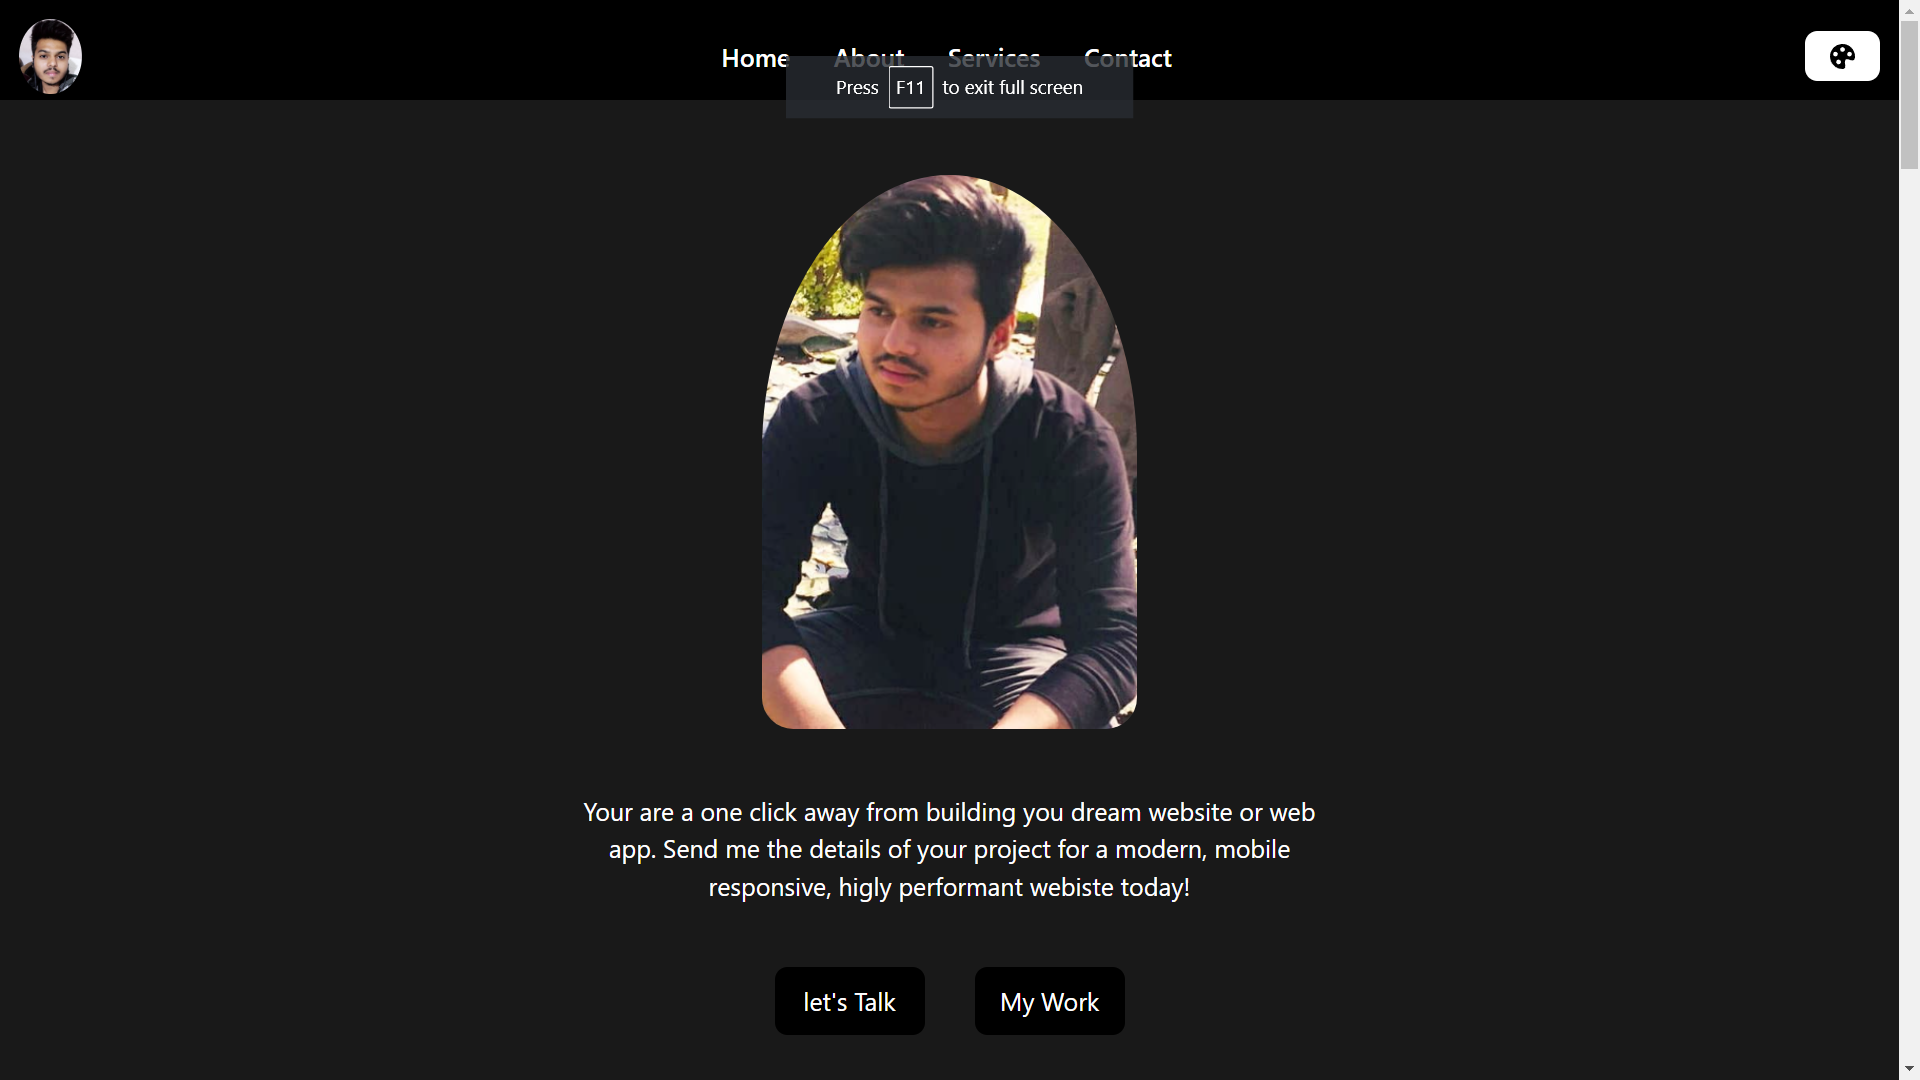 Home About Services Contact
Press F11 to exit full screen
Your are a one click away from building you dream website or web
app. Send me the details of your project for a modern, mobile
responsive, higly performant webiste today!
let's Talk
My Work